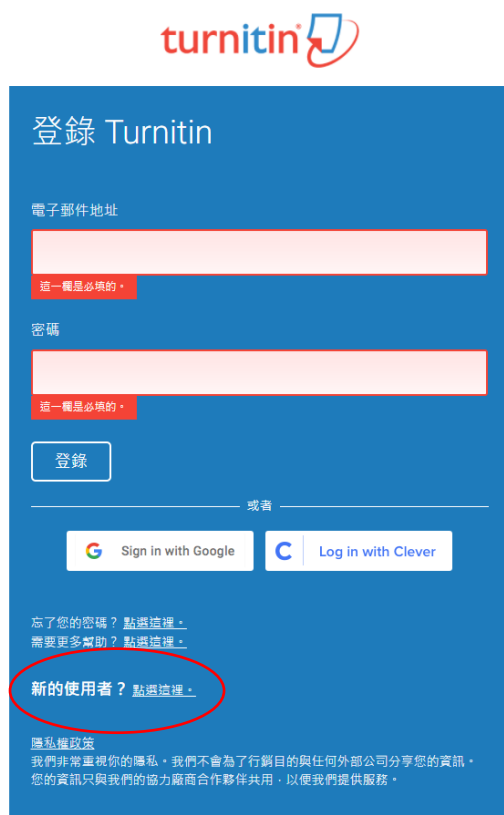 turnitin
登錄 Turnitin
電子郵件地址
這一欄是必填的。
密碼
這一欄是必填的。
登錄
或者
Sign in with Google
Log in with Clever
忘了您的密碼？ 點選這裡。
需要更多幫助？ 點選這裡。
新的使用者？ 點選這裡。
隱私權政策
我們非常重視你的隱私。我們不會為了行銷目的與任何外部公司分享您的資訊。
您的資訊只與我們的協力廠商合作夥伴共用，以便我們提供服務。